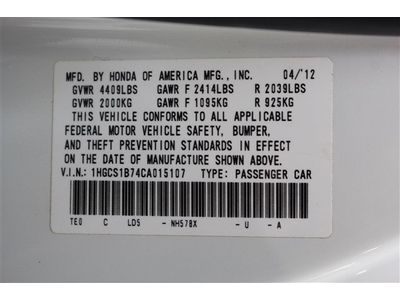 MFD. BY HONDA OF AMERICA MFG., INC. 04/'12
GVWR 4409LBS GAWR F 2414LBS R 2039LBS
GVWR 2000KG GAWR F 1095KG R 925KG
THIS VEHICLE CONFORMS TO ALL APPLICABLE
FEDERAL MOTOR VEHICLE SAFETY, BUMPER,
AND THEFT PREVENTION STANDARDS IN EFFECT
ON THE DATE OF MANUFACTURE SHOWN ABOVE.
V.I.N.: 1HGCS1B74CA015107 TYPE: PASSENGER CAR
TE0 C LDS - NH578X - U - A